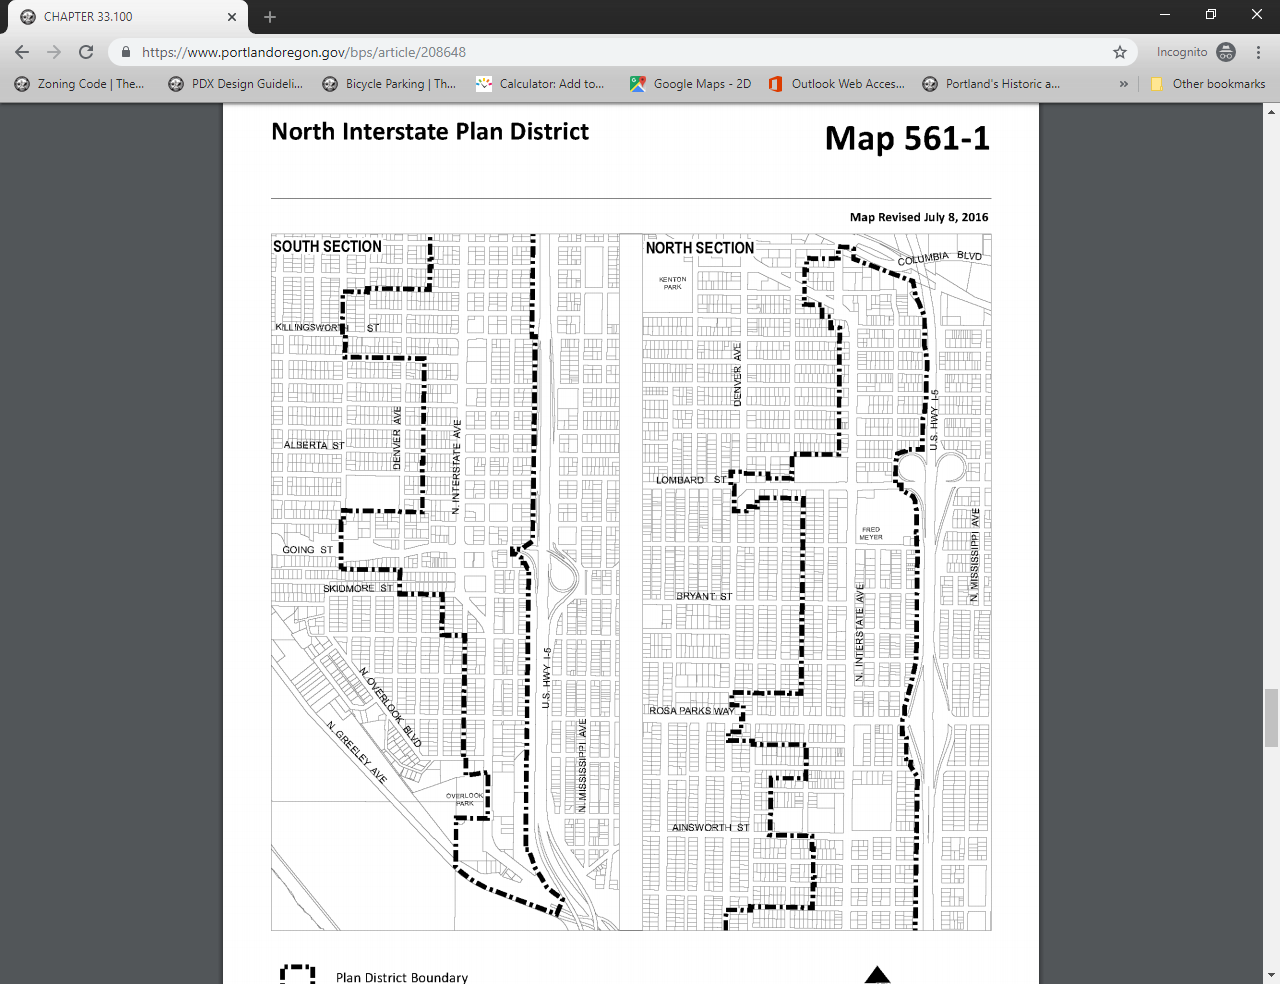 CHAPTER 33.100
https://www.portlandoregon.gov/bps/article/208648
Incognito
Zoning Code | The...
PDX Design Guideli...
Bicycle Parking | Th...
Calculator: Add to...
Google Maps - 2D
Outlook Web Acces...
Portland's Historic a...
»
Other bookmarks
North Interstate Plan District
Map 561-1
Map Revised July 8, 2016
SOUTH SECTION
KILLINGSWORTH ST
ALBERTA ST
DENVER AVE
N. INTERSTATE AVE
GOING ST
SKIDMORE ST
N. OVERLOOK BLVD
N. GREELEY AVE
U.S. HWY I-5
N. MISSISSIPPI AVE
OVERLOOK
PARK
NORTH SECTION
COLUMBIA BLVD
KENTON
PARK
DENVER AVE
U.S. HWY I-5
LOMBARD ST
FRED
MEYER
N. MISSISSIPPI AVE
BRYANT ST
N. INTERSTATE AVE
ROSA PARKS WAY
AINSWORTH ST
Plan District Boundary